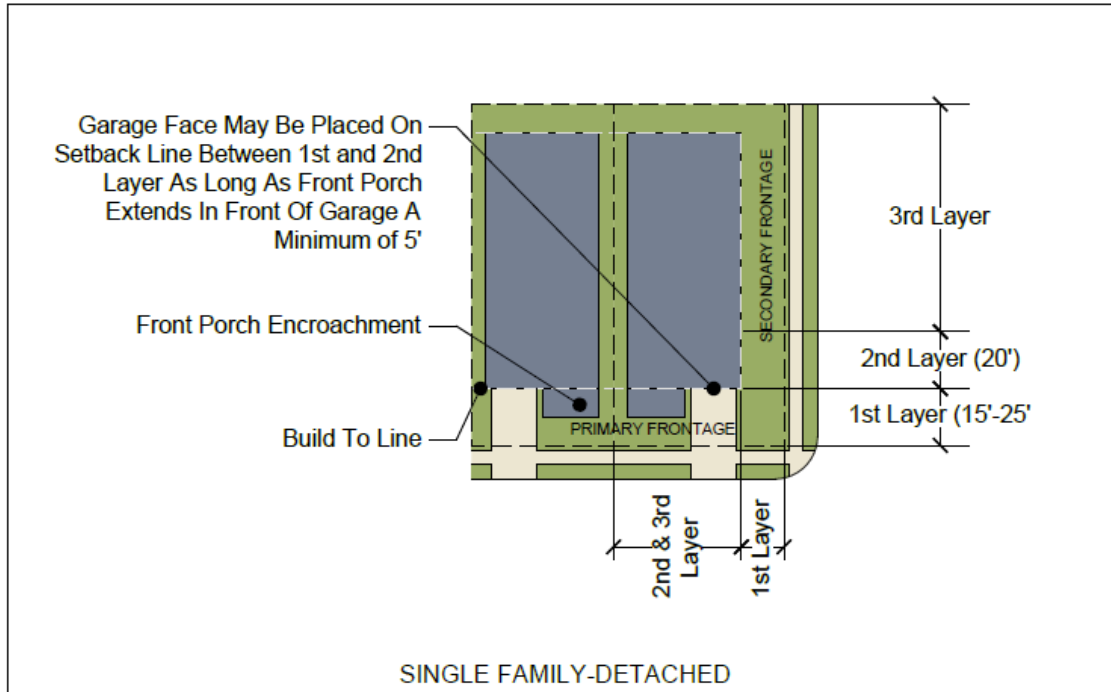 Garage Face May Be Placed On
Setback Line Between 1st and 2nd
Layer As Long As Front Porch
Extends In Front Of Garage A
Minimum of 5'
Front Porch Encroachment
Build To Line
SECONDARY FRONTAGE
3rd Layer
2nd Layer (20')
1st Layer (15'-25'
PRIMARY FRONTAGE
2nd & 3rd
Layer
1st Layer
SINGLE FAMILY-DETACHED